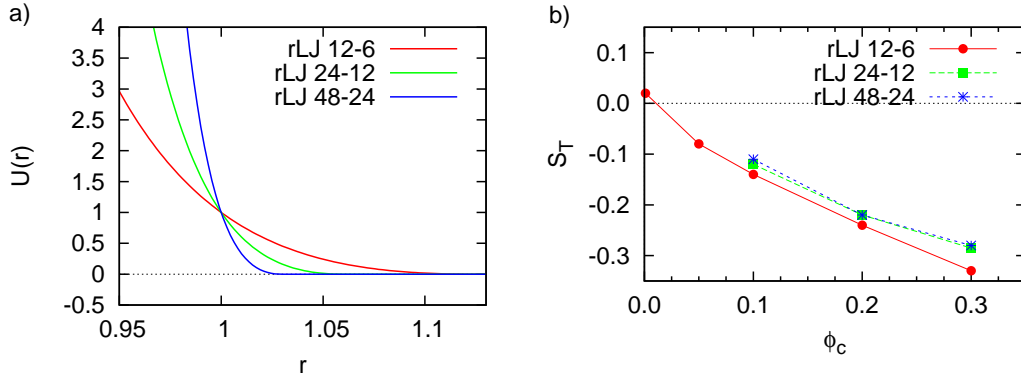 a)
4
3.5
3
2.5
2
1.5
1
0.5
0
-0.5
0.95
1
1.05
1.1
U(r)
r
rLJ 12-6
rLJ 24-12
rLJ 48-24
b)
0.1
0.0
-0.1
-0.2
-0.3
0.0
0.1
0.2
0.3
S_T
ϕ_c
rLJ 12-6
rLJ 24-12
rLJ 48-24